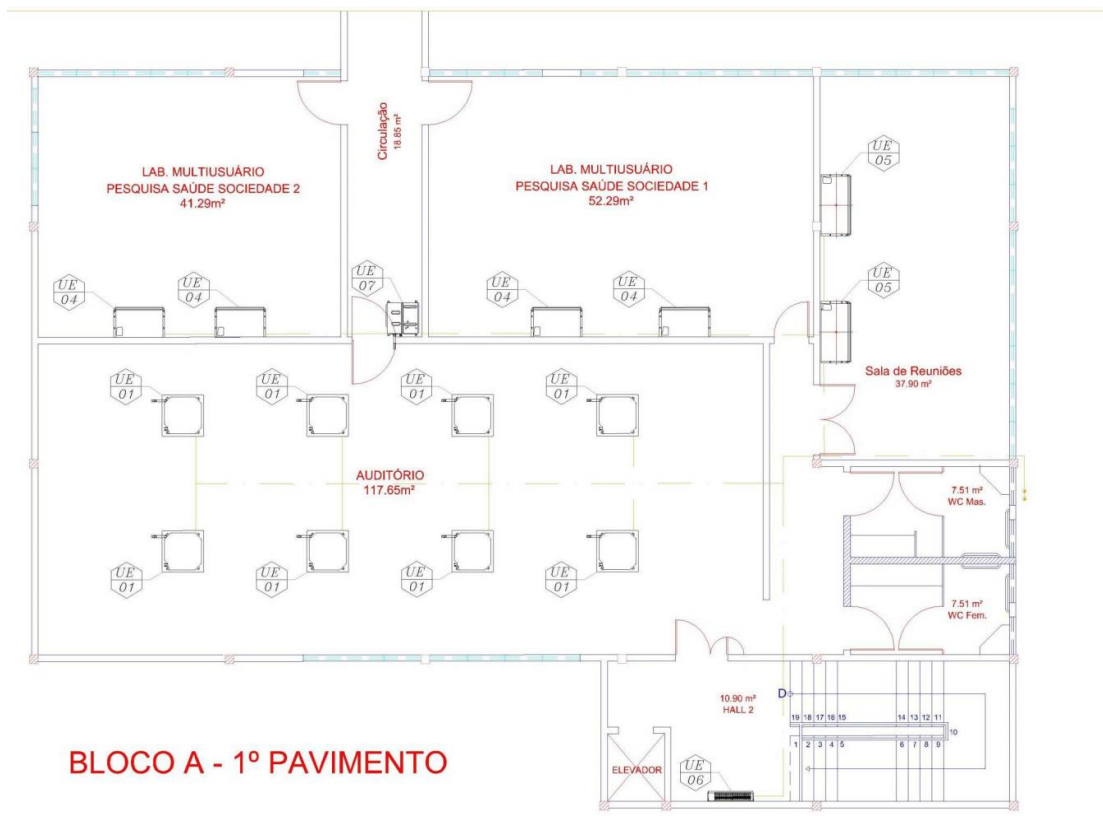 Circulação
18.85 m²
LAB. MULTIUSUÁRIO
PESQUISA SAÚDE SOCIEDADE 2
41.29m²
LAB. MULTIUSUÁRIO
PESQUISA SAÚDE SOCIEDADE 1
52.29m²
UE
05
UE
04
UE
04
UE
07
UE
04
UE
04
UE
05
Sala de Reuniões
37.90 m²
UE
01
UE
01
UE
01
UE
01
AUDITÓRIO
117.65m²
7.51 m²
WC Mas.
UE
01
UE
01
UE
01
UE
01
7.51 m²
WC Fem.
10.90 m²
HALL 2
D
19 18 17 16 15 14 13 12 11
10
1 2 3 4 5 6 7 8 9
ELEVADOR
UE
06
BLOCO A - 1º PAVIMENTO